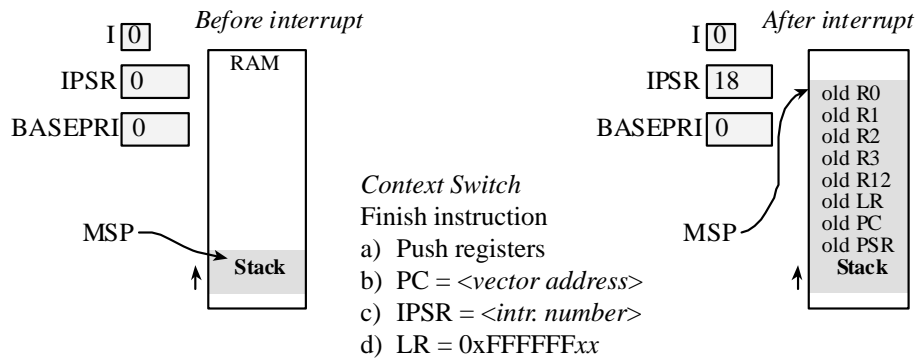 Before interrupt
I 0
RAM
IPSR 0
BASEPRI 0
MSP
Stack
Context Switch
Finish instruction
a) Push registers
b) PC = <vector address>
c) IPSR = <intr. number>
d) LR = 0xFFFFFFxx
After interrupt
I 0
IPSR 18
BASEPRI 0
MSP
old R0
old R1
old R2
old R3
old R12
old LR
old PC
old PSR
Stack